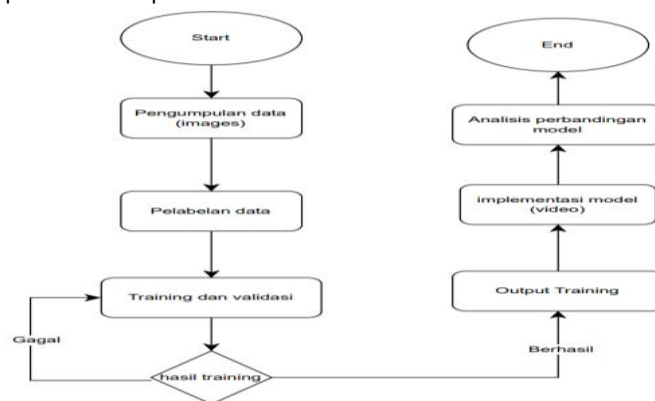 Start
Pengumpulan data
(images)
Pelabelan data
Training dan validasi
Gagal
hasil training
Berhasil
Output Training
implementasi model
(video)
Analisis perbandingan
model
End